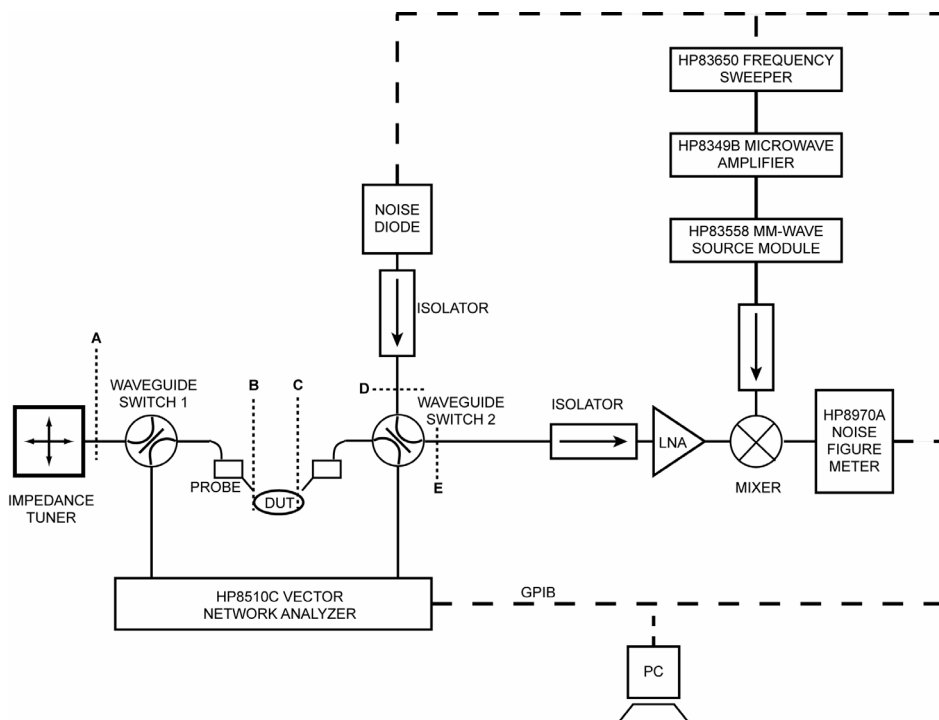 HP83650 FREQUENCY
SWEEPER
HP8349B MICROWAVE
AMPLIFIER
NOISE
DIODE
HP83558 MM-WAVE
SOURCE MODULE
ISOLATOR
A
WAVEGUIDE
SWITCH 1
B
C
D
WAVEGUIDE
SWITCH 2
ISOLATOR
HP8970A
NOISE
FIGURE
METER
LNA
E
MIXER
PROBE
DUT
IMPEDANCE
TUNER
HP8510C VECTOR
NETWORK ANALYZER
GPIB
PC